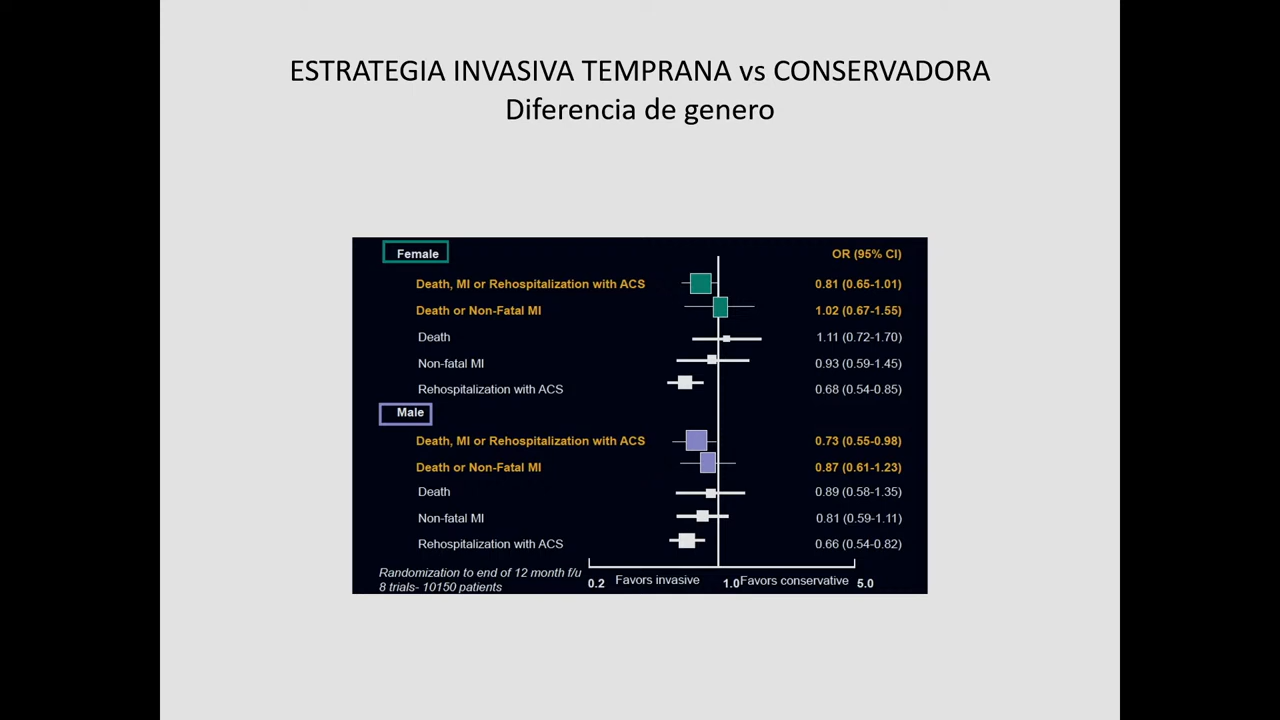 ESTRATEGIA INVASIVA TEMPRANA vs CONSERVADORA
Diferencia de genero
Female OR (95% CI)
Death, MI or Rehospitalization with ACS 0.81 (0.65-1.01)
Death or Non-Fatal MI 1.02 (0.67-1.55)
Death 1.11 (0.72-1.70)
Non-fatal MI 0.93 (0.59-1.45)
Rehospitalization with ACS 0.68 (0.54-0.85)
Male
Death, MI or Rehospitalization with ACS 0.73 (0.55-0.98)
Death or Non-Fatal MI 0.87 (0.61-1.23)
Death 0.89 (0.58-1.35)
Non-fatal MI 0.81 (0.59-1.11)
Rehospitalization with ACS 0.66 (0.54-0.82)
Randomization to end of 12 month f/u
8 trials- 10150 patients
0.2 Favors invasive 1.0 Favors conservative 5.0